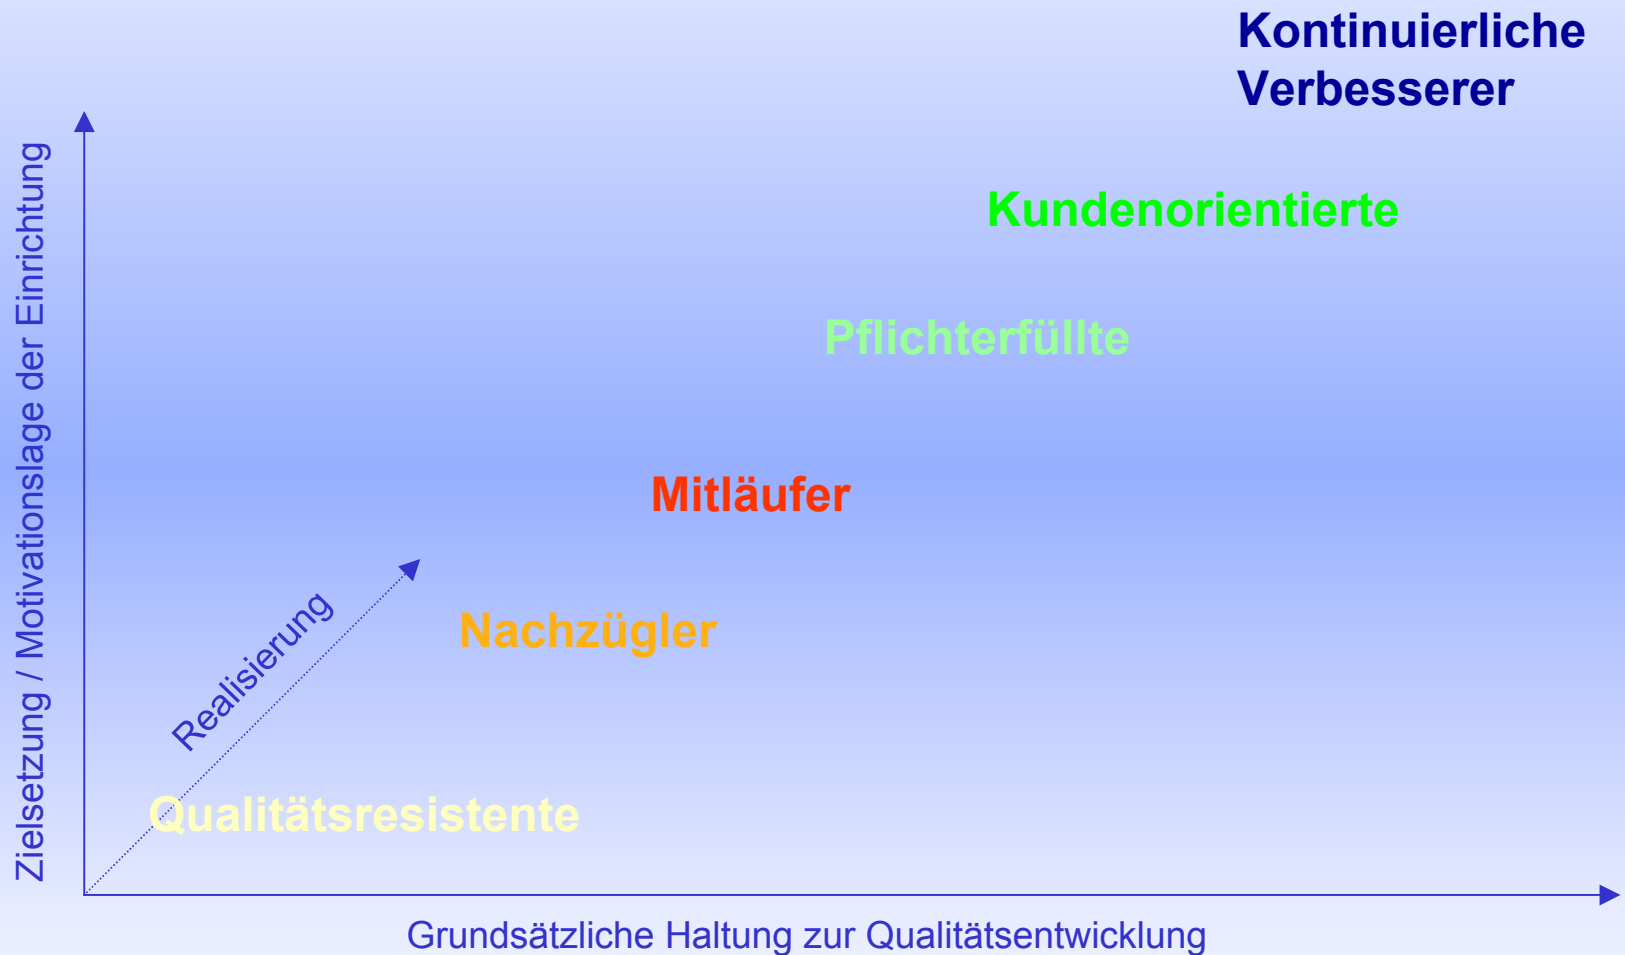 Kontinuierliche
Verbesserer
Kundenorientierte
Pflichterfüllte
Mitläufer
Nachzügler
Qualitätsresistente
Realisierung
Zielsetzung / Motivationslage der Einrichtung
Grundsätzliche Haltung zur Qualitätsentwicklung